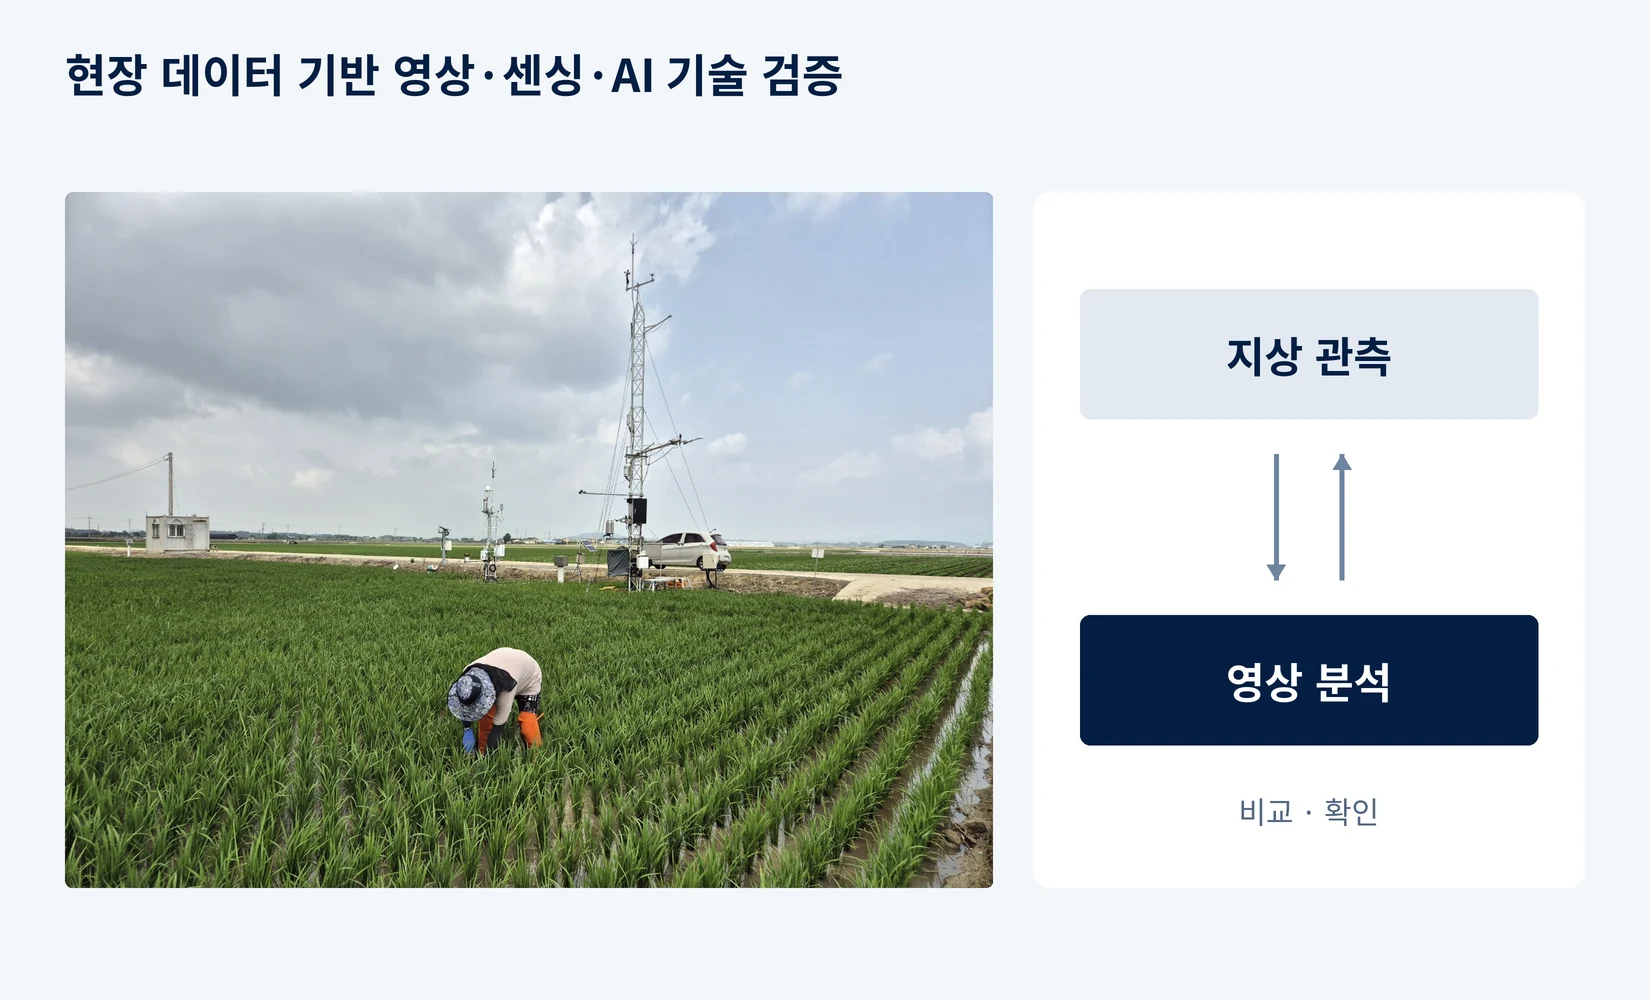 현장 데이터 기반 영상·센싱·AI 기술 검증
지상 관측
영상 분석
비교 · 확인